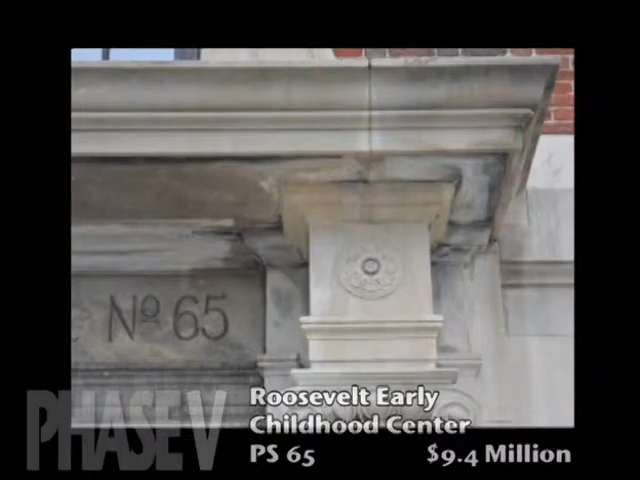 Nº 65
Roosevelt Early
Childhood Center
PHASE V
PS 65 $9.4 Million